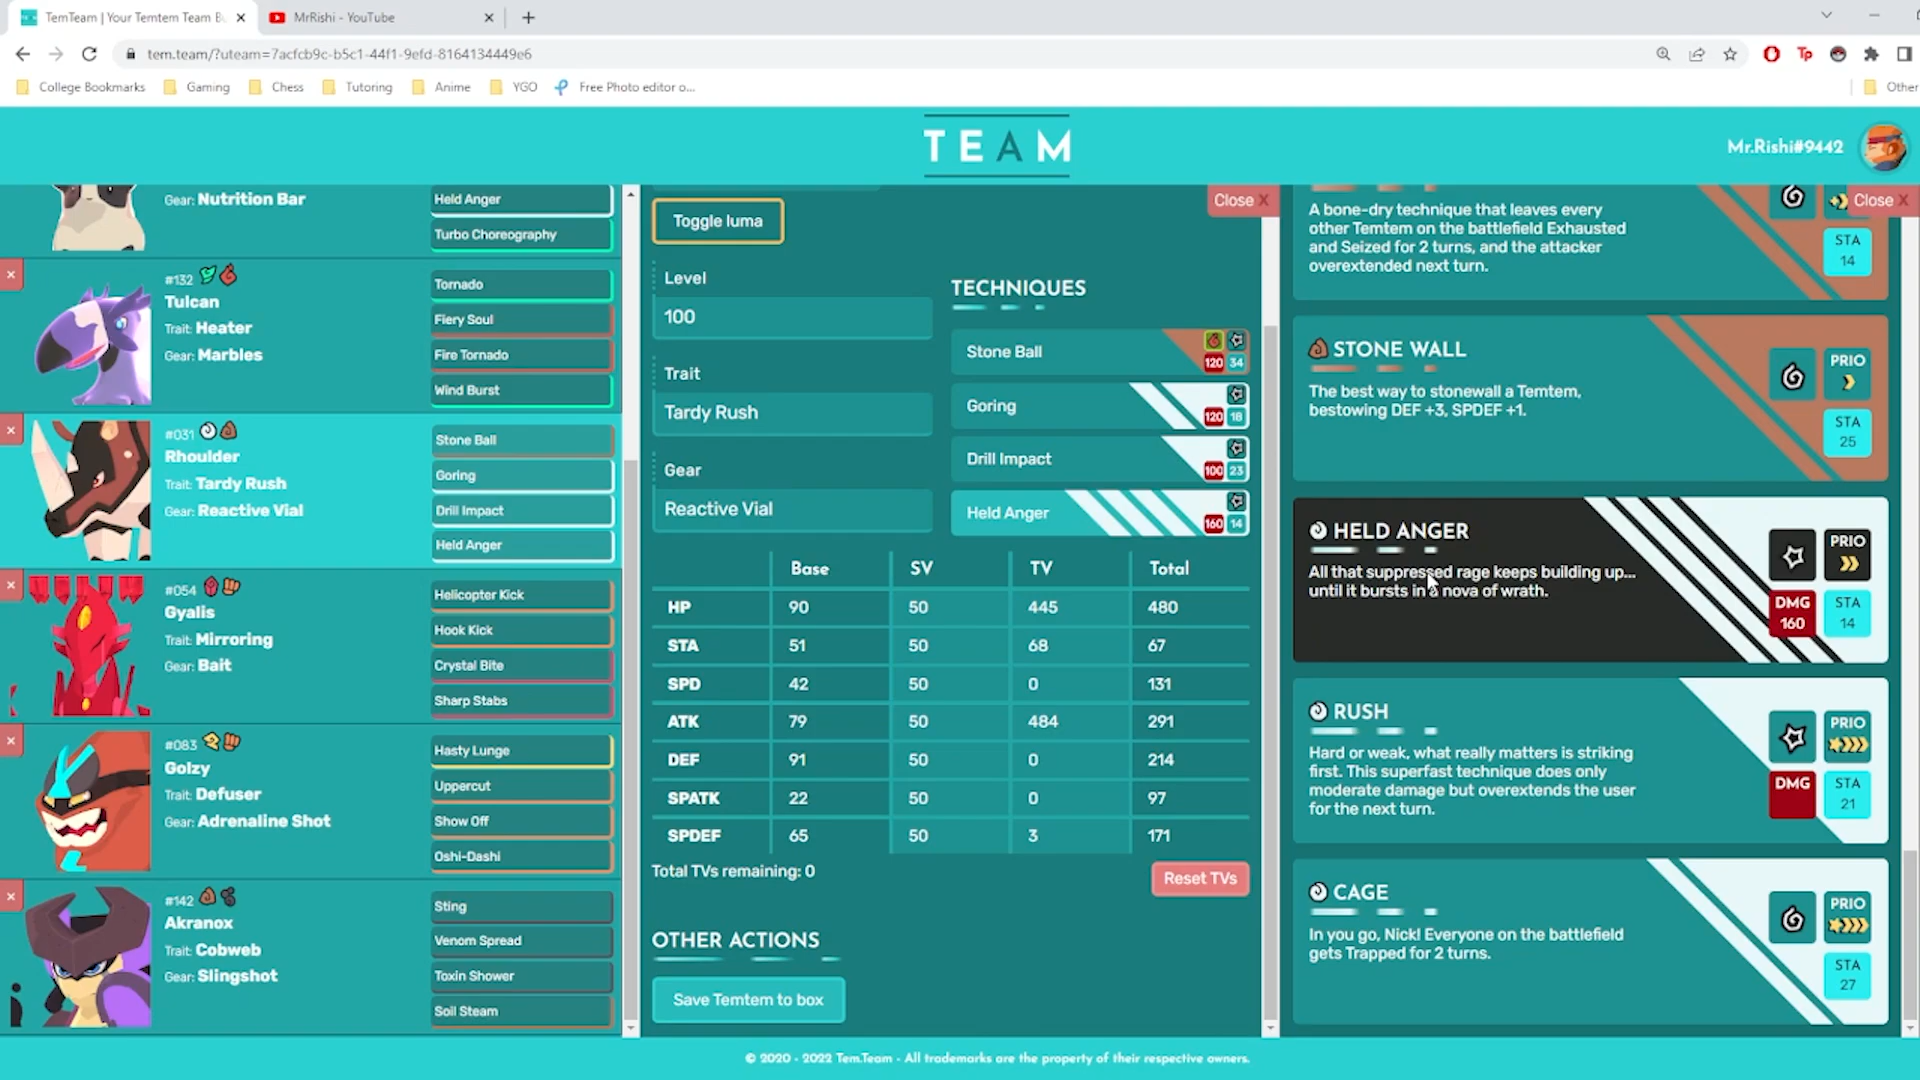 TemTeam | Your Temtem Team Bu
MrRishi - YouTube
tem.team/?uteam=7acfcb9c-b5c1-44f1-9efd-8164134449e6
College Bookmarks
Gaming
Chess
Tutoring
Anime
YGO
Free Photo editor o...
Other
TEAM
Mr.Rishi#9442
Gear: Nutrition Bar
Held Anger
Turbo Choreography
#132
Tulcan
Trait: Heater
Gear: Marbles
Tornado
Fiery Soul
Fire Tornado
Wind Burst
#031
Rhoulder
Trait: Tardy Rush
Gear: Reactive Vial
Stone Ball
Goring
Drill Impact
Held Anger
#054
Gyalis
Trait: Mirroring
Gear: Bait
Helicopter Kick
Hook Kick
Crystal Bite
Sharp Stabs
#083
Golzy
Trait: Defuser
Gear: Adrenaline Shot
Hasty Lunge
Uppercut
Show Off
Oshi-Dashi
#142
Akranox
Trait: Cobweb
Gear: Slingshot
Sting
Venom Spread
Toxin Shower
Soil Steam
Close X
Toggle luma
Level
100
Trait
Tardy Rush
Gear
Reactive Vial
TECHNIQUES
Stone Ball 120 34
Goring 120 18
Drill Impact 100 23
Held Anger 160 14
Base SV TV Total
HP 90 50 445 480
STA 51 50 68 67
SPD 42 50 0 131
ATK 79 50 484 291
DEF 91 50 0 214
SPATK 22 50 0 97
SPDEF 65 50 3 171
Total TVs remaining: 0
Reset TVs
OTHER ACTIONS
Save Temtem to box
Close X
A bone-dry technique that leaves every
other Temtem on the battlefield Exhausted
and Seized for 2 turns, and the attacker
overextended next turn.
STA
14
STONE WALL
The best way to stonewall a Temtem,
bestowing DEF +3, SPDEF +1.
PRIO
STA
25
HELD ANGER
All that suppressed rage keeps building up...
until it bursts in a nova of wrath.
PRIO
DMG
160
STA
14
RUSH
Hard or weak, what really matters is striking
first. This superfast technique does only
moderate damage but overextends the user
for the next turn.
PRIO
DMG
STA
21
CAGE
In you go, Nick! Everyone on the battlefield
gets Trapped for 2 turns.
PRIO
STA
27
© 2020 - 2022 Tem.Team - All trademarks are the property of their respective owners.